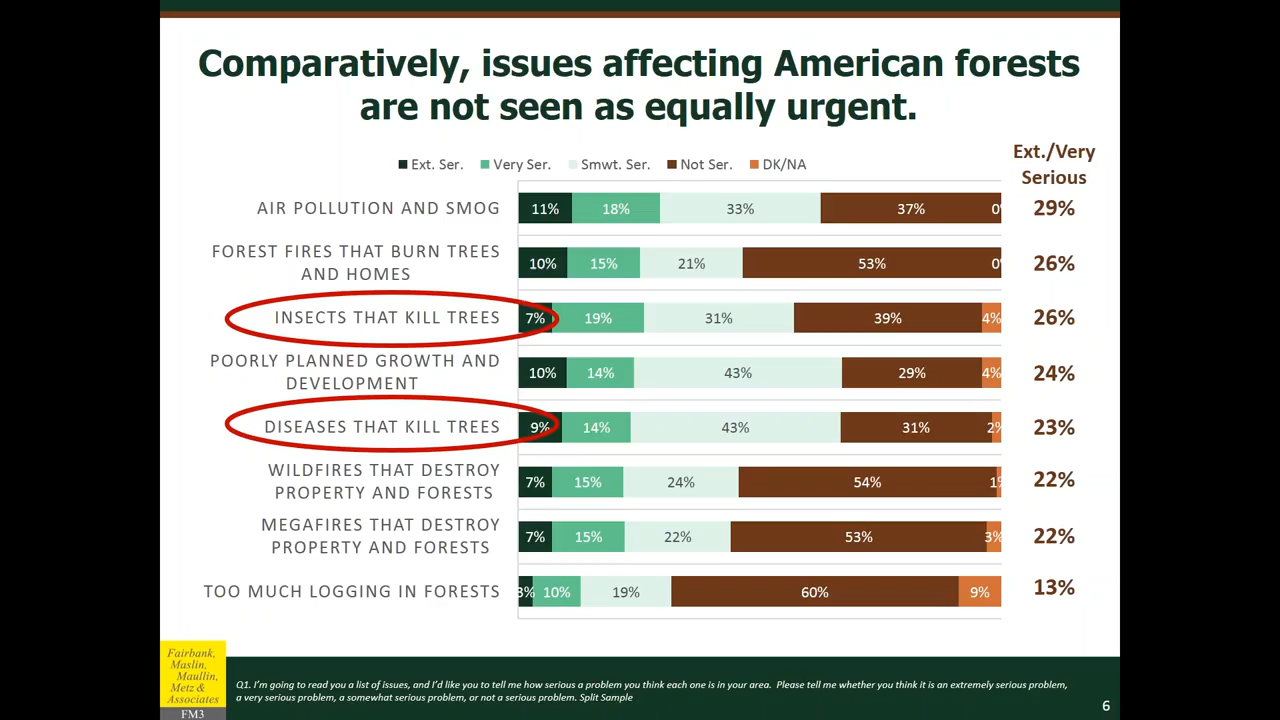 Comparatively, issues affecting American forests
are not seen as equally urgent.
Ext. Ser. Very Ser. Smwt. Ser. Not Ser. DK/NA
Ext./Very
Serious
AIR POLLUTION AND SMOG 11% 18% 33% 37% 0% 29%
FOREST FIRES THAT BURN TREES
AND HOMES
10% 15% 21% 53% 0% 26%
INSECTS THAT KILL TREES 7% 19% 31% 39% 4% 26%
POORLY PLANNED GROWTH AND
DEVELOPMENT
10% 14% 43% 29% 4% 24%
DISEASES THAT KILL TREES 9% 14% 43% 31% 2% 23%
WILDFIRES THAT DESTROY
PROPERTY AND FORESTS
7% 15% 24% 54% 1% 22%
MEGAFIRES THAT DESTROY
PROPERTY AND FORESTS
7% 15% 22% 53% 3% 22%
TOO MUCH LOGGING IN FORESTS 3% 10% 19% 60% 9% 13%
Fairbank,
Maslin,
Maullin,
Metz &
Associates
FM3
Q1. I'm going to read you a list of issues, and I'd like you to tell me how serious a problem you think each one is in your area. Please tell me whether you think it is an extremely serious problem,
a very serious problem, a somewhat serious problem, or not a serious problem. Split Sample
6